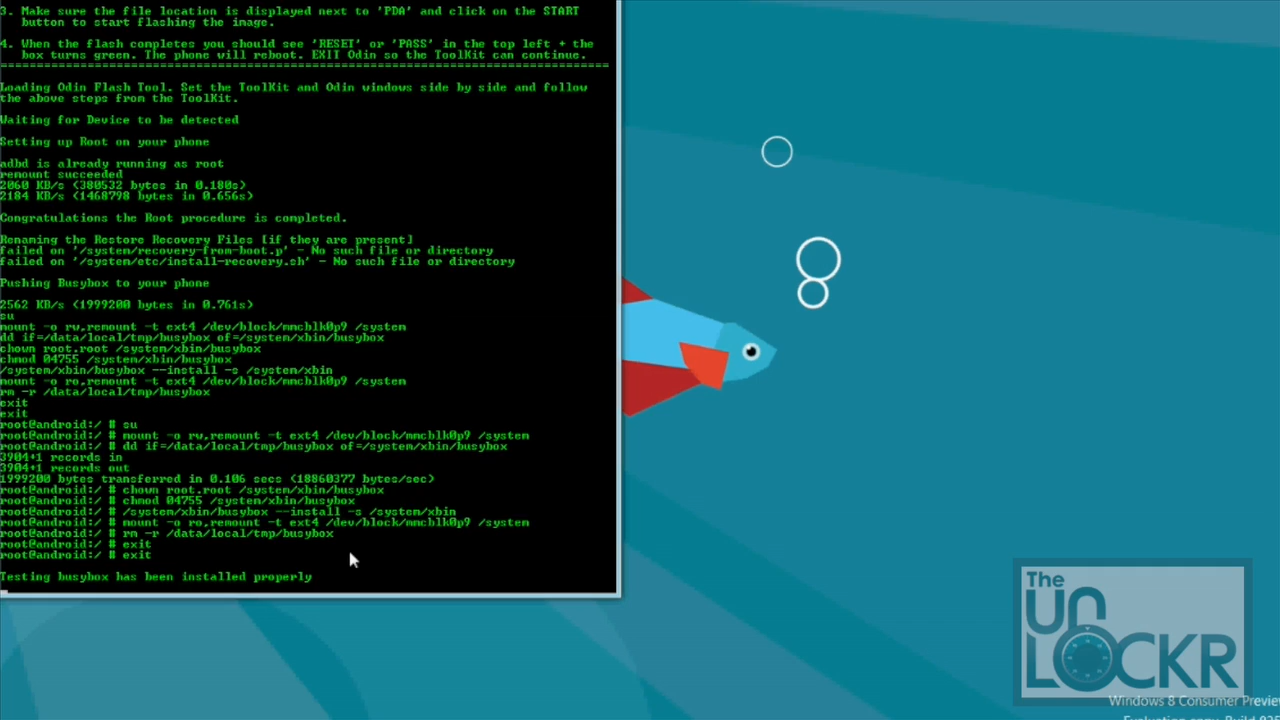 3. Make sure the file location is displayed next to 'PDA' and click on the START
button to start flashing the image.
4. When the flash completes you should see 'RESET' or 'PASS' in the top left + the
box turns green. The phone will reboot. EXIT Odin so the ToolKit can continue.
=====================================================================================
Loading Odin Flash Tool. Set the ToolKit and Odin windows side by side and follow
the above steps from the ToolKit.
Waiting for Device to be detected
Setting up Root on your phone
adbd is already running as root
remount succeeded
2060 KB/s (380532 bytes in 0.180s)
2184 KB/s (1468798 bytes in 0.656s)
Congratulations the Root procedure is completed.
Renaming the Restore Recovery Files [if they are present]
failed on '/system/recovery-from-boot.p' - No such file or directory
failed on '/system/etc/install-recovery.sh' - No such file or directory
Pushing Busybox to your phone
2562 KB/s (1999200 bytes in 0.761s)
su
mount -o rw,remount -t ext4 /dev/block/mmcblk0p9 /system
dd if=/data/local/tmp/busybox of=/system/xbin/busybox
chown root.root /system/xbin/busybox
chmod 04755 /system/xbin/busybox
/system/xbin/busybox --install -s /system/xbin
mount -o ro,remount -t ext4 /dev/block/mmcblk0p9 /system
rm -r /data/local/tmp/busybox
exit
exit
root@android:/ # su
root@android:/ # mount -o rw,remount -t ext4 /dev/block/mmcblk0p9 /system
root@android:/ # dd if=/data/local/tmp/busybox of=/system/xbin/busybox
3904+1 records in
3904+1 records out
1999200 bytes transferred in 0.106 secs (18860377 bytes/sec)
root@android:/ # chown root.root /system/xbin/busybox
root@android:/ # chmod 04755 /system/xbin/busybox
root@android:/ # /system/xbin/busybox --install -s /system/xbin
root@android:/ # mount -o ro,remount -t ext4 /dev/block/mmcblk0p9 /system
root@android:/ # rm -r /data/local/tmp/busybox
root@android:/ # exit
root@android:/ # exit
Testing busybox has been installed properly
The
UN
LOCKR
Windows 8 Consumer Preview
Evaluation copy. Build